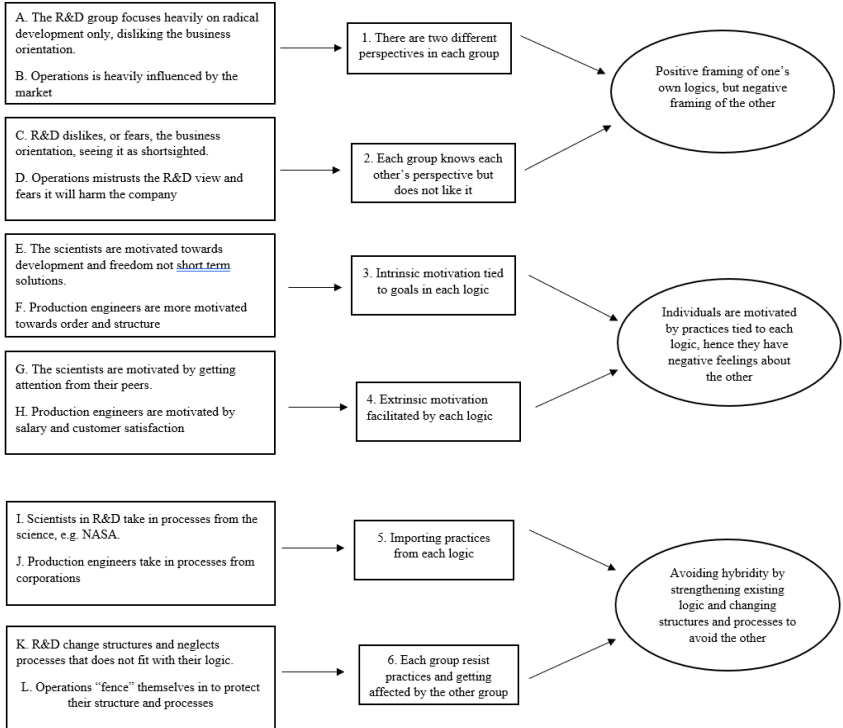 A. The R&D group focuses heavily on radical
development only, disliking the business
orientation.
B. Operations is heavily influenced by the
market
1. There are two different
perspectives in each group
Positive framing of one's
own logics, but negative
framing of the other
C. R&D dislikes, or fears, the business
orientation, seeing it as shortsighted.
D. Operations mistrusts the R&D view and
fears it will harm the company
2. Each group knows each
other's perspective but
does not like it
E. The scientists are motivated towards
development and freedom not short term
solutions.
F. Production engineers are more motivated
towards order and structure
3. Intrinsic motivation tied
to goals in each logic
Individuals are motivated
by practices tied to each
logic, hence they have
negative feelings about
the other
G. The scientists are motivated by getting
attention from their peers.
H. Production engineers are motivated by
salary and customer satisfaction
4. Extrinsic motivation
facilitated by each logic
I. Scientists in R&D take in processes from the
science, e.g. NASA.
J. Production engineers take in processes from
corporations
5. Importing practices
from each logic
Avoiding hybridity by
strengthening existing
logic and changing
structures and processes to
avoid the other
K. R&D change structures and neglects
processes that does not fit with their logic.
L. Operations “fence” themselves in to protect
their structure and processes
6. Each group resist
practices and getting
affected by the other group